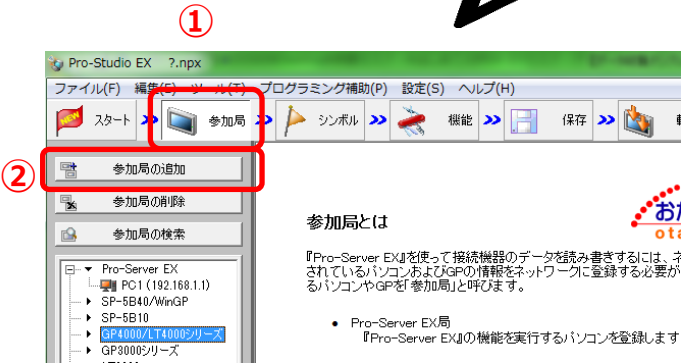 ①
Pro-Studio EX ?.npx
ファイル(F) 編集(E) ツール(T) プログラミング補助(P) 設定(S) ヘルプ(H)
スタート 参加局 シンボル 機能 保存
②
参加局の追加
参加局の削除
参加局の検索
Pro-Server EX
PC1 (192.168.1.1)
SP-5B40/WinGP
SP-5B10
GP4000/LT4000シリーズ
GP3000シリーズ
参加局とは
『Pro-Server EX』を使って接続機器のデータを読み書きするには、ネ
されているパソコンおよびGPの情報をネットワークに登録する必要が
るパソコンやGPを「参加局」と呼びます。
• Pro-Server EX局
『Pro-Server EX』の機能を実行するパソコンを登録します
ota